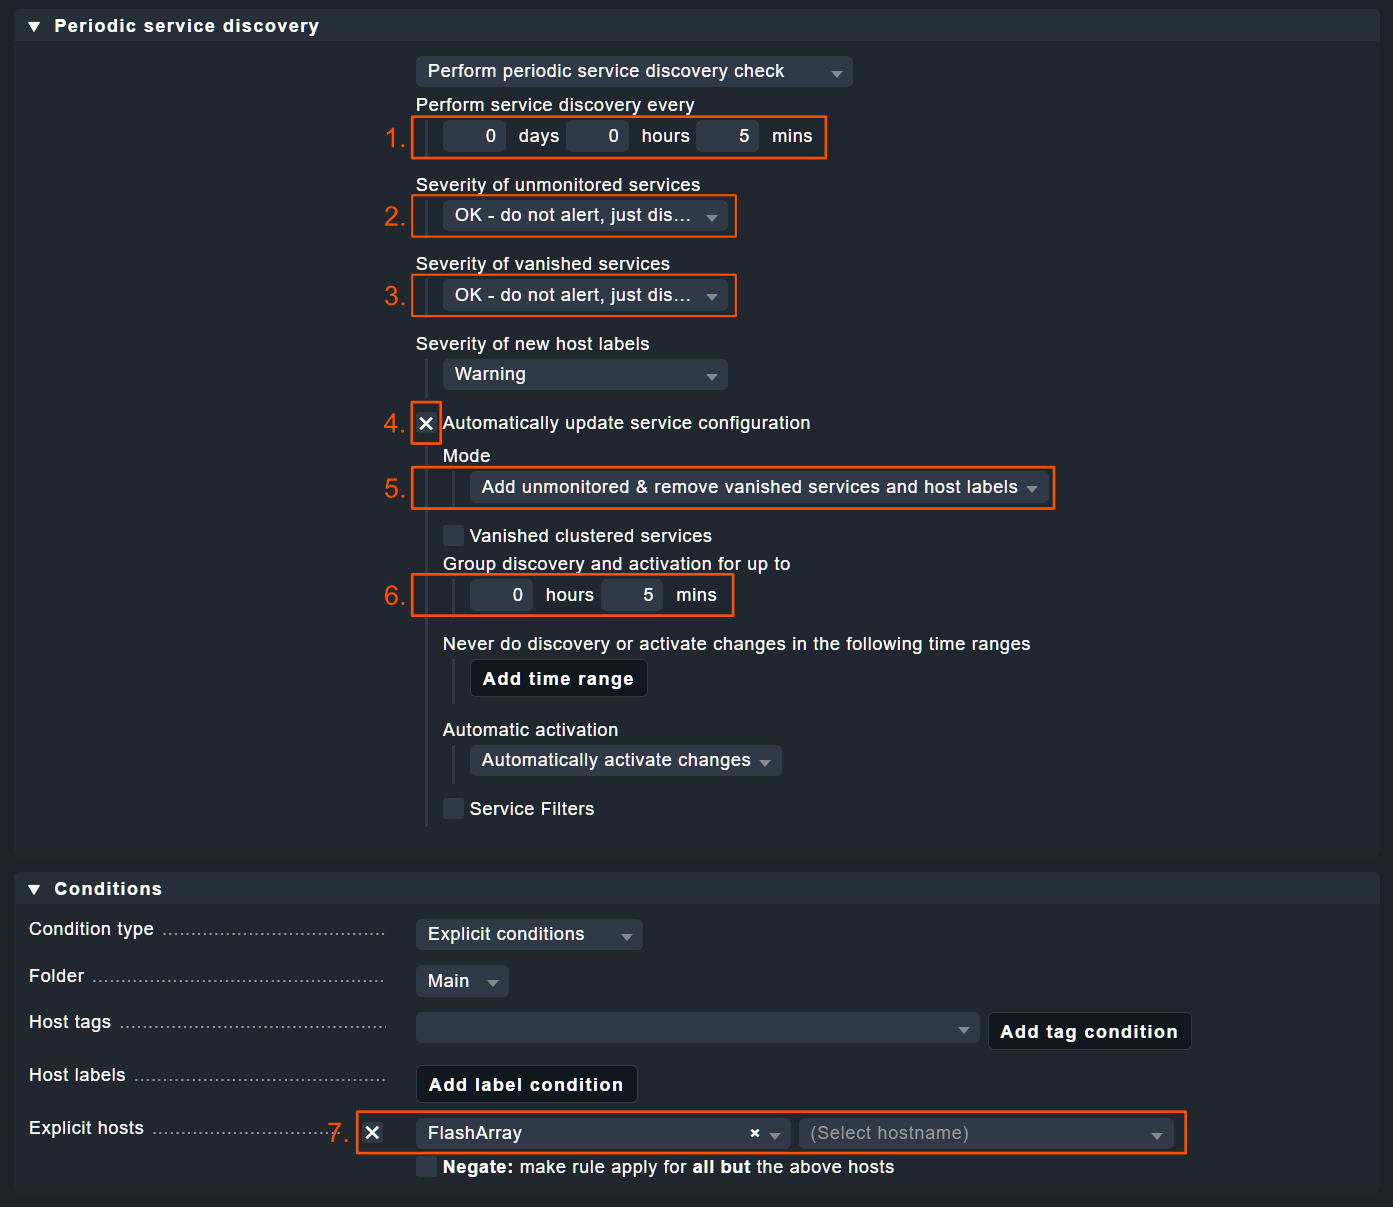 Periodic service discovery
Perform periodic service discovery check
Perform service discovery every
1. 0 days 0 hours 5 mins
Severity of unmonitored services
2. OK - do not alert, just dis...
Severity of vanished services
3. OK - do not alert, just dis...
Severity of new host labels
Warning
4. Automatically update service configuration
Mode
5. Add unmonitored & remove vanished services and host labels
Vanished clustered services
Group discovery and activation for up to
6. 0 hours 5 mins
Never do discovery or activate changes in the following time ranges
Add time range
Automatic activation
Automatically activate changes
Service Filters
Conditions
Condition type Explicit conditions
Folder Main
Host tags Add tag condition
Host labels Add label condition
Explicit hosts 7. FlashArray × (Select hostname)
Negate: make rule apply for all but the above hosts